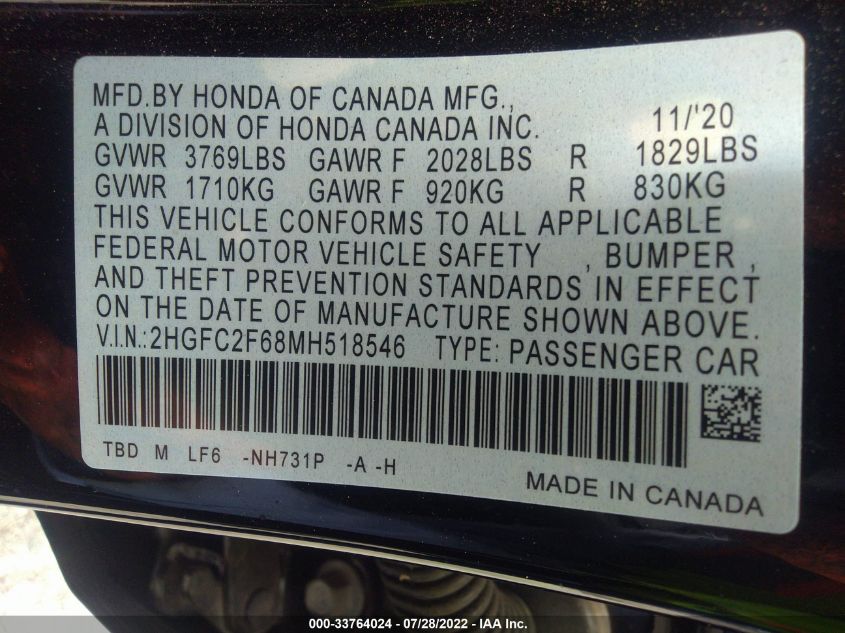 MFD.BY HONDA OF CANADA MFG.,
A DIVISION OF HONDA CANADA INC. 11/'20
GVWR 3769LBS GAWR F 2028LBS R 1829LBS
GVWR 1710KG GAWR F 920KG R 830KG
THIS VEHICLE CONFORMS TO ALL APPLICABLE
FEDERAL MOTOR VEHICLE SAFETY , BUMPER ,
AND THEFT PREVENTION STANDARDS IN EFFECT
ON THE DATE OF MANUFACTURE SHOWN ABOVE.
V.I.N.:2HGFC2F68MH518546 TYPE: PASSENGER CAR
TBD M LF6 -NH731P -A -H
MADE IN CANADA
000-33764024 / 07/28/2022 - IAA Inc.